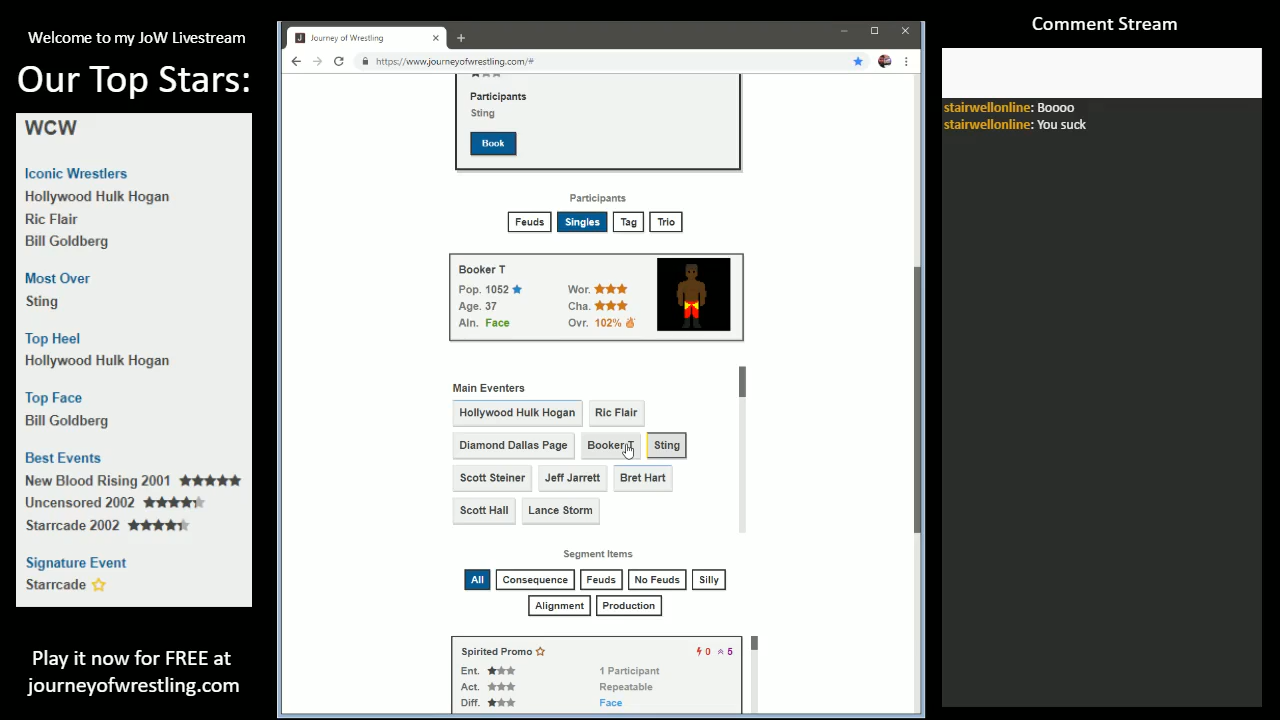 Welcome to my JoW Livestream
Our Top Stars:
WCW
Iconic Wrestlers
Hollywood Hulk Hogan
Ric Flair
Bill Goldberg
Most Over
Sting
Top Heel
Hollywood Hulk Hogan
Top Face
Bill Goldberg
Best Events
New Blood Rising 2001
Uncensored 2002
Starrcade 2002
Signature Event
Starrcade
Play it now for FREE at
journeyofwrestling.com
Journey of Wrestling
https://www.journeyofwrestling.com/#
Participants
Sting
Book
Participants
Feuds Singles Tag Trio
Booker T
Pop. 1052 Wor.
Age. 37 Cha.
Aln. Face Ovr. 102%
Main Eventers
Hollywood Hulk Hogan Ric Flair
Diamond Dallas Page Booker T Sting
Scott Steiner Jeff Jarrett Bret Hart
Scott Hall Lance Storm
Segment Items
All Consequence Feuds No Feuds Silly
Alignment Production
Spirited Promo 0 5
Ent. 1 Participant
Act. Repeatable
Diff. Face
Comment Stream
stairwellonline: Boooo
stairwellonline: You suck